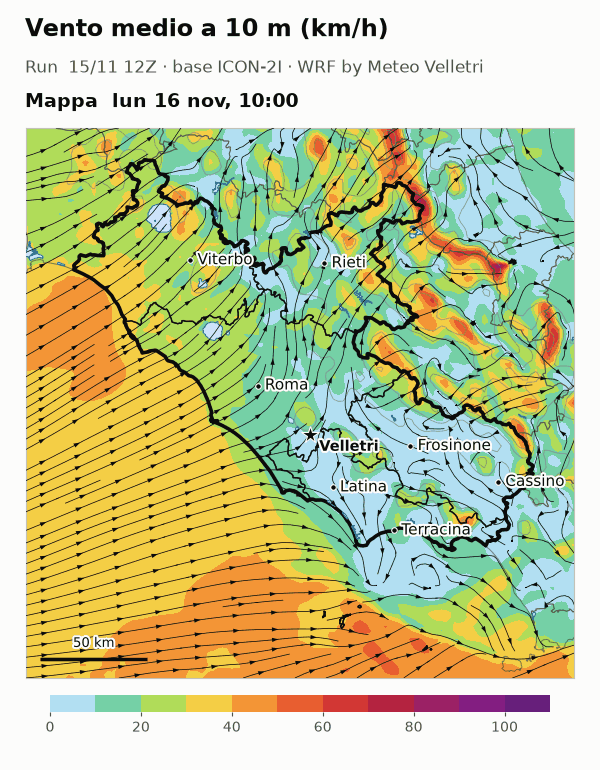 Vento medio a 10 m (km/h)
Run 15/11 12Z · base ICON-2I · WRF by Meteo Velletri
Mappa lun 16 nov, 10:00
Viterbo
Rieti
Roma
Velletri
Frosinone
Latina
Cassino
Terracina
50 km
0 20 40 60 80 100